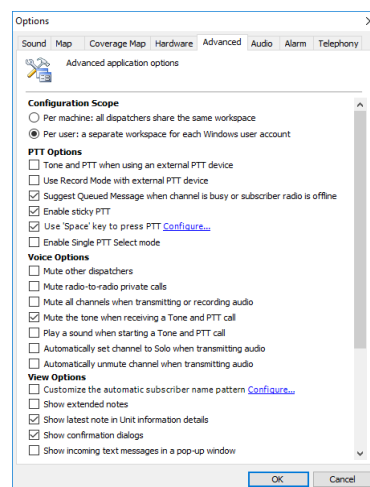 Options
Sound Map Coverage Map Hardware Advanced Audio Alarm Telephony
Advanced application options
Configuration Scope
Per machine: all dispatchers share the same workspace
Per user: a separate workspace for each Windows user account
PTT Options
Tone and PTT when using an external PTT device
Use Record Mode with external PTT device
Suggest Queued Message when channel is busy or subscriber radio is offline
Enable sticky PTT
Use 'Space' key to press PTT Configure...
Enable Single PTT Select mode
Voice Options
Mute other dispatchers
Mute radio-to-radio private calls
Mute all channels when transmitting or recording audio
Mute the tone when receiving a Tone and PTT call
Play a sound when starting a Tone and PTT call
Automatically set channel to Solo when transmitting audio
Automatically unmute channel when transmitting audio
View Options
Customize the automatic subscriber name pattern Configure...
Show extended notes
Show latest note in Unit information details
Show confirmation dialogs
Show incoming text messages in a pop-up window
OK Cancel